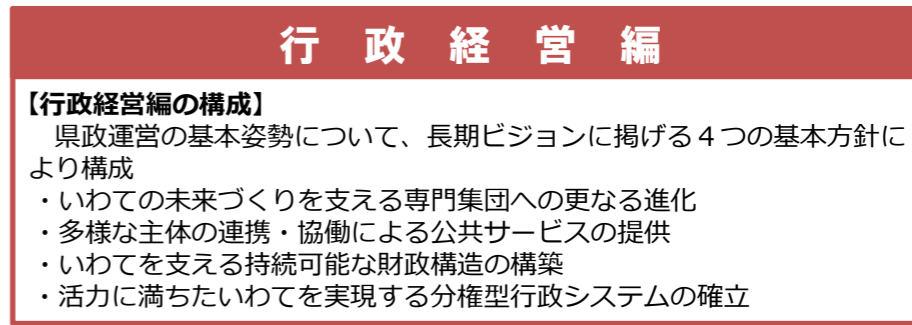 行政経営編
【行政経営編の構成】
県政運営の基本姿勢について、長期ビジョンに掲げる４つの基本方針に
より構成
・いわての未来づくりを支える専門集団への更なる進化
・多様な主体の連携・協働による公共サービスの提供
・いわてを支える持続可能な財政構造の構築
・活力に満ちたいわてを実現する分権型行政システムの確立